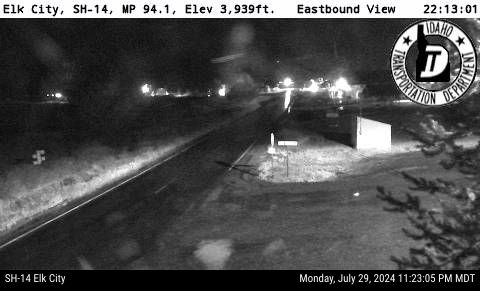 Elk City, SH-14, MP 94.1, Elev 3,939ft. Eastbound View 22:13:01
IDAHO
TRANSPORTATION DEPARTMENT
SH-14 Elk City Monday, July 29, 2024 11:23:05 PM MDT